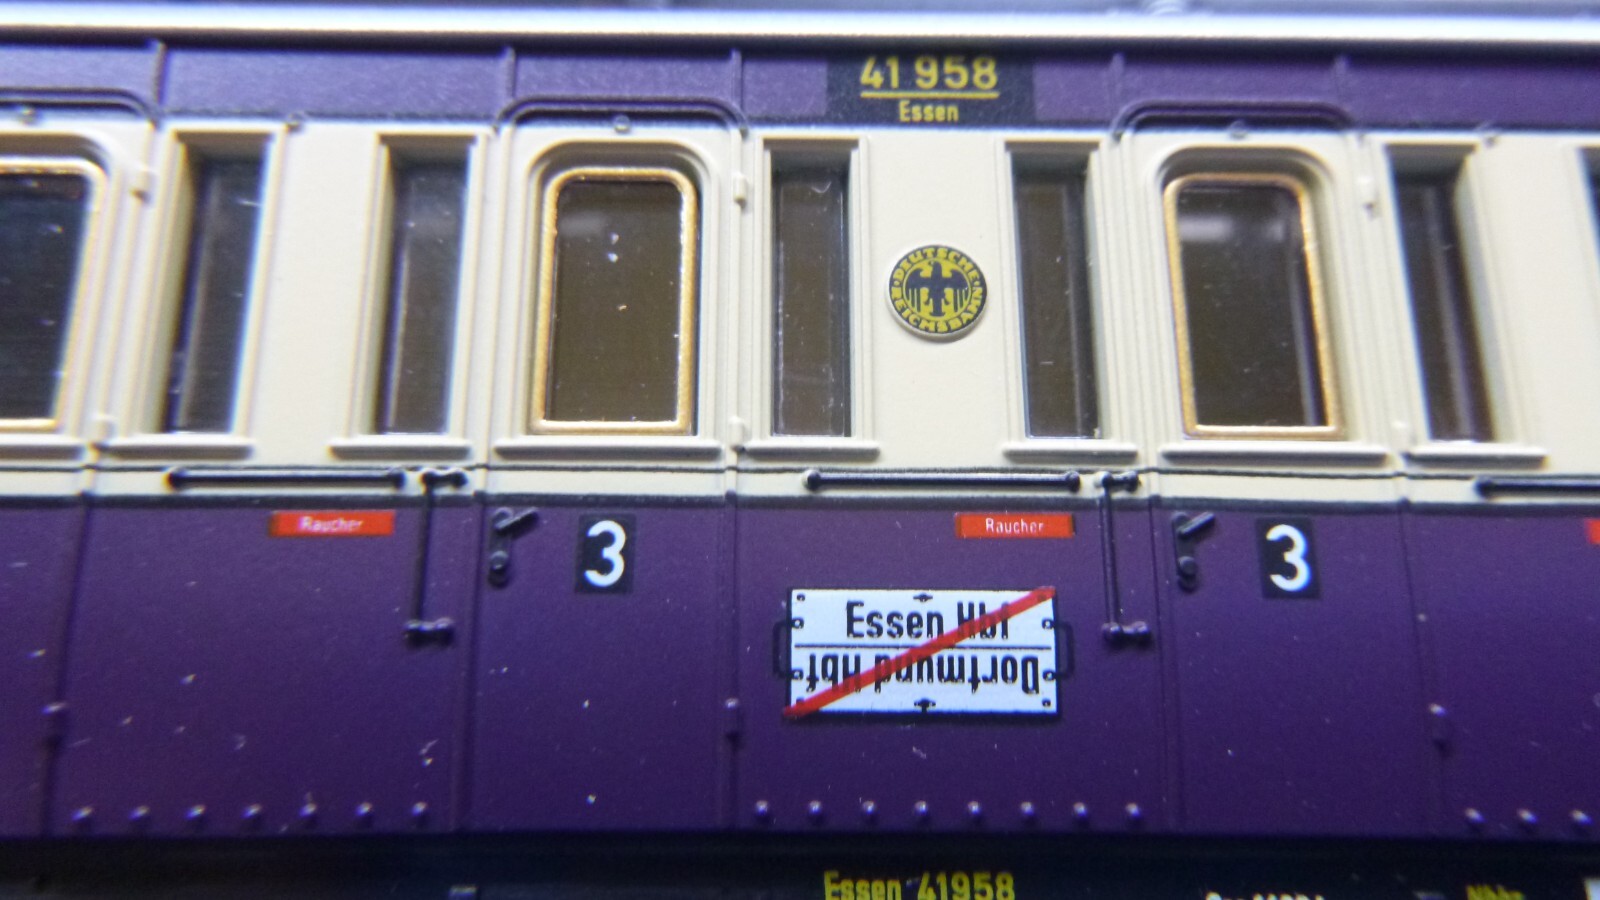 41 958
Essen
DEUTSCHE REICHSBAHN
Raucher
Raucher
3
3
Essen Hbf
Dortmund Hbf
Essen 41958